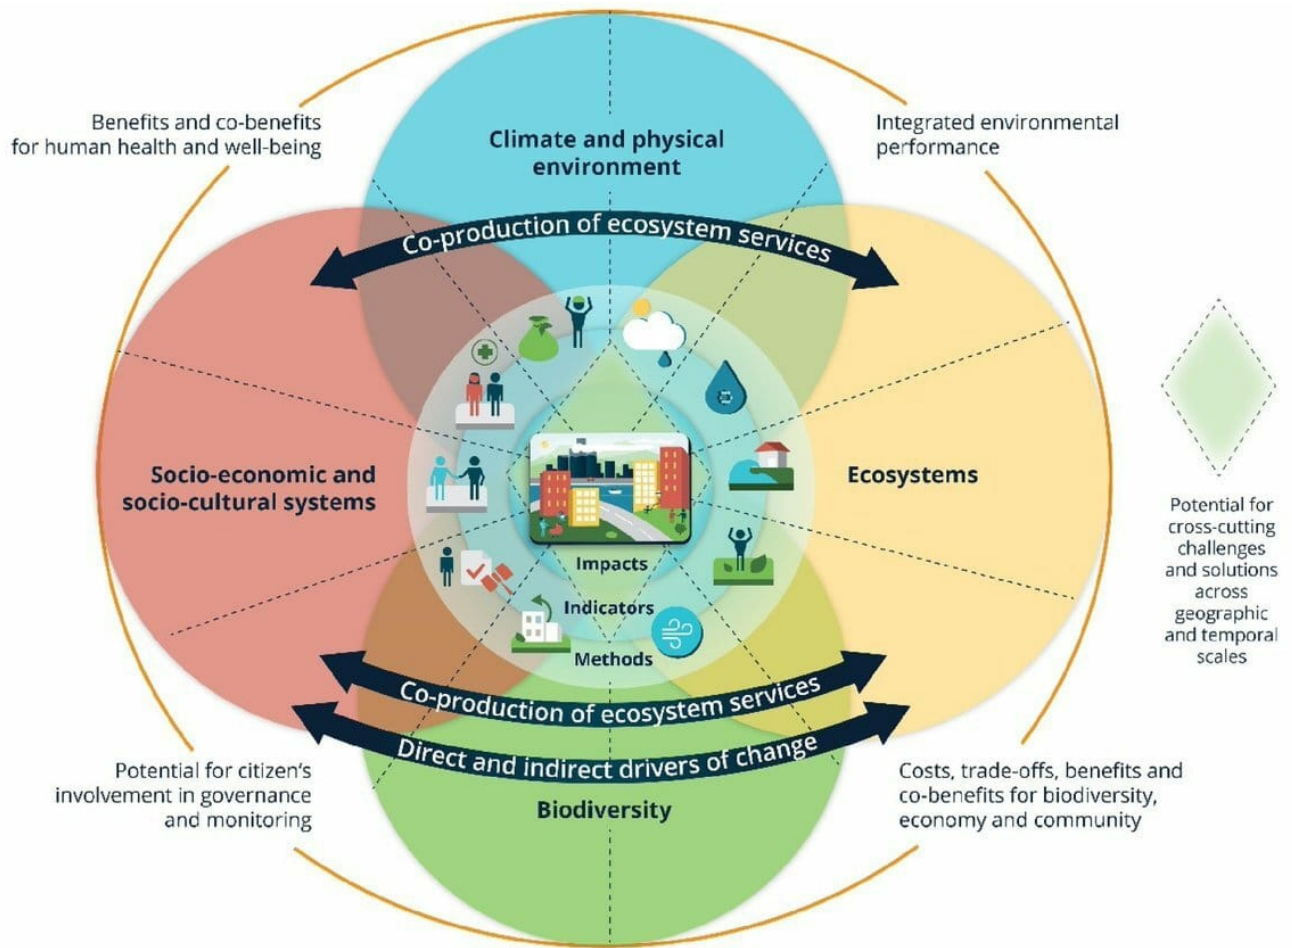 Benefits and co-benefits
for human health and well-being
Integrated environmental
performance
Climate and physical
environment
Co-production of ecosystem services
Socio-economic and
socio-cultural systems
Ecosystems
Impacts
Indicators
Methods
Co-production of ecosystem services
Direct and indirect drivers of change
Biodiversity
Potential for citizen's
involvement in governance
and monitoring
Costs, trade-offs, benefits and
co-benefits for biodiversity,
economy and community
Potential for
cross-cutting
challenges
and solutions
across
geographic
and temporal
scales